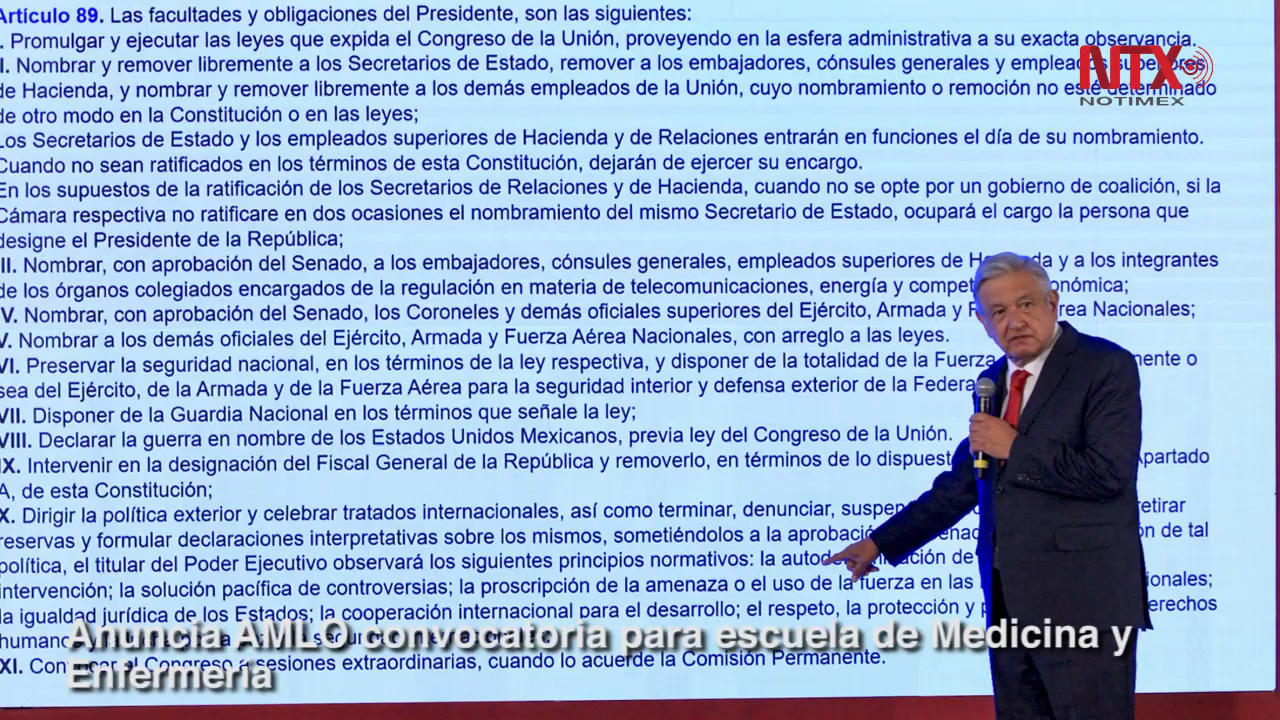 Artículo 89. Las facultades y obligaciones del Presidente, son las siguientes:
I. Promulgar y ejecutar las leyes que expida el Congreso de la Unión, proveyendo en la esfera administrativa a su exacta observancia.
II. Nombrar y remover libremente a los Secretarios de Estado, remover a los embajadores, cónsules generales y empleados superiores
de Hacienda, y nombrar y remover libremente a los demás empleados de la Unión, cuyo nombramiento o remoción no esté determinado
de otro modo en la Constitución o en las leyes;
Los Secretarios de Estado y los empleados superiores de Hacienda y de Relaciones entrarán en funciones el día de su nombramiento.
Cuando no sean ratificados en los términos de esta Constitución, dejarán de ejercer su encargo.
En los supuestos de la ratificación de los Secretarios de Relaciones y de Hacienda, cuando no se opte por un gobierno de coalición, si la
Cámara respectiva no ratificare en dos ocasiones el nombramiento del mismo Secretario de Estado, ocupará el cargo la persona que
designe el Presidente de la República;
III. Nombrar, con aprobación del Senado, a los embajadores, cónsules generales, empleados superiores de y a los integrantes
de los órganos colegiados encargados de la regulación en materia de telecomunicaciones, energía y
IV. Nombrar, con aprobación del Senado, los Coroneles y demás oficiales superiores del Ejército, Armada y Nacionales;
V. Nombrar a los demás oficiales del Ejército, Armada y Fuerza Aérea Nacionales, con arreglo a las leyes.
VI. Preservar la seguridad nacional, en los términos de la ley respectiva, y disponer de la totalidad de la Fuerza o
sea del Ejército, de la Armada y de la Fuerza Aérea para la seguridad interior y defensa exterior de la
VII. Disponer de la Guardia Nacional en los términos que señale la ley;
VIII. Declarar la guerra en nombre de los Estados Unidos Mexicanos, previa ley del Congreso de la Unión.
IX. Intervenir en la designación del Fiscal General de la República y removerlo, en términos de lo Apartado
A, de esta Constitución;
X. Dirigir la política exterior y celebrar tratados internacionales, así como terminar, denunciar, retirar
reservas y formular declaraciones interpretativas sobre los mismos, sometiéndolos a la aprobación de tal
política, el titular del Poder Ejecutivo observará los siguientes principios normativos: la de
intervención; la solución pacífica de controversias; la proscripción de la amenaza o el uso de la fuerza en las
la igualdad jurídica de los Estados; la cooperación internacional para el desarrollo; el respeto, la protección y
XI. Convocar al Congreso a sesiones extraordinarias, cuando lo acuerde la Comisión Permanente.
NTX
NOTIMEX
Anuncia AMLO convocatoria para escuela de Medicina y
Enfermería